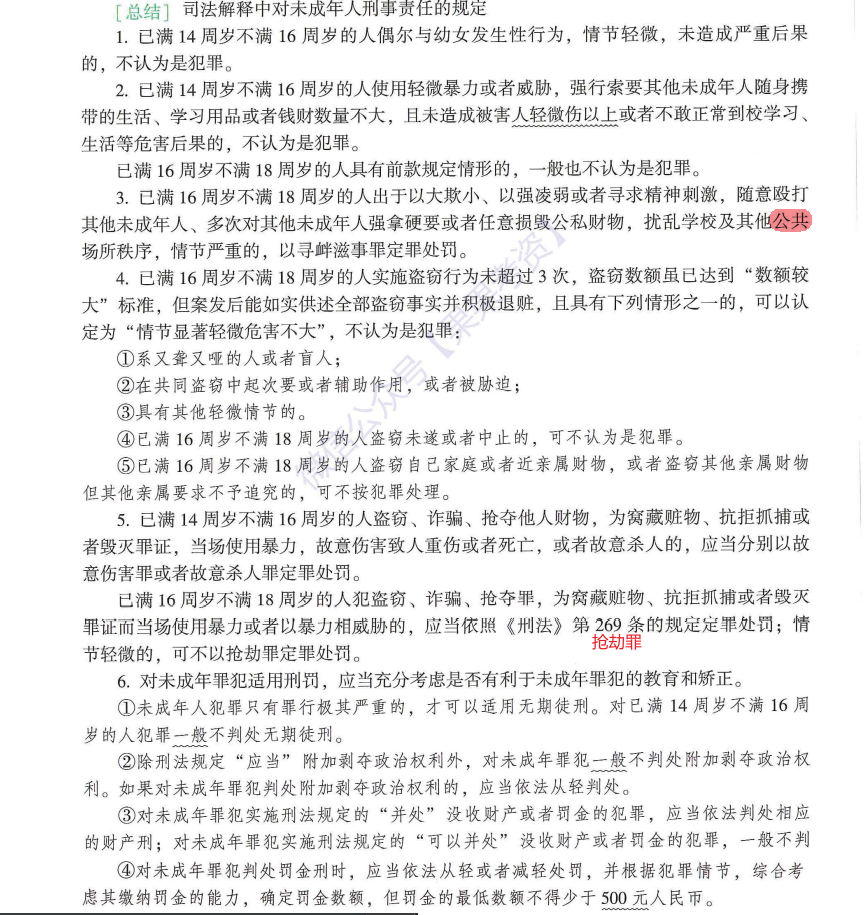 ［总结］ 司法解释中对未成年人刑事责任的规定
1. 已满 14 周岁不满 16 周岁的人偶尔与幼女发生性行为，情节轻微，未造成严重后果
的，不认为是犯罪。
2. 已满 14 周岁不满 16 周岁的人使用轻微暴力或者威胁，强行索要其他未成年人随身携
带的生活、学习用品或者钱财数量不大，且未造成被害人轻微伤以上或者不敢正常到校学习、
生活等危害后果的，不认为是犯罪。
已满 16 周岁不满 18 周岁的人具有前款规定情形的，一般也不认为是犯罪。
3. 已满 16 周岁不满 18 周岁的人出于以大欺小、以强凌弱或者寻求精神刺激，随意殴打
其他未成年人、多次对其他未成年人强拿硬要或者任意损毁公私财物，扰乱学校及其他公共
场所秩序，情节严重的，以寻衅滋事罪定罪处罚。
4. 已满 16 周岁不满 18 周岁的人实施盗窃行为未超过 3 次，盗窃数额虽已达到“数额较
大”标准，但案发后能如实供述全部盗窃事实并积极退赃，且具有下列情形之一的，可以认
定为“情节显著轻微危害不大”，不认为是犯罪：
①系又聋又哑的人或者盲人；
②在共同盗窃中起次要或者辅助作用，或者被胁迫；
③具有其他轻微情节的。
④已满 16 周岁不满 18 周岁的人盗窃未遂或者中止的，可不认为是犯罪。
⑤已满 16 周岁不满 18 周岁的人盗窃自己家庭或者近亲属财物，或者盗窃其他亲属财物
但其他亲属要求不予追究的，可不按犯罪处理。
5. 已满 14 周岁不满 16 周岁的人盗窃、诈骗、抢夺他人财物，为窝藏赃物、抗拒抓捕或
者毁灭罪证，当场使用暴力，故意伤害致人重伤或者死亡，或者故意杀人的，应当分别以故
意伤害罪或者故意杀人罪定罪处罚。
已满 16 周岁不满 18 周岁的人犯盗窃、诈骗、抢夺罪，为窝藏赃物、抗拒抓捕或者毁灭
罪证而当场使用暴力或者以暴力相威胁的，应当依照《刑法》第 269 条的规定定罪处罚；情
抢劫罪
节轻微的，可不以抢劫罪定罪处罚。
6. 对未成年罪犯适用刑罚，应当充分考虑是否有利于未成年罪犯的教育和矫正。
①未成年人犯罪只有罪行极其严重的，才可以适用无期徒刑。对已满 14 周岁不满 16 周
岁的人犯罪一般不判处无期徒刑。
②除刑法规定“应当”附加剥夺政治权利外，对未成年罪犯一般不判处附加剥夺政治权
利。如果对未成年罪犯判处附加剥夺政治权利的，应当依法从轻判处。
③对未成年罪犯实施刑法规定的“并处”没收财产或者罚金的犯罪，应当依法判处相应
的财产刑；对未成年罪犯实施刑法规定的“可以并处”没收财产或者罚金的犯罪，一般不判
④对未成年罪犯判处罚金刑时，应当依法从轻或者减轻处罚，并根据犯罪情节，综合考
虑其缴纳罚金的能力，确定罚金数额，但罚金的最低数额不得少于 500 元人民币。
微信公众号【果果考资】